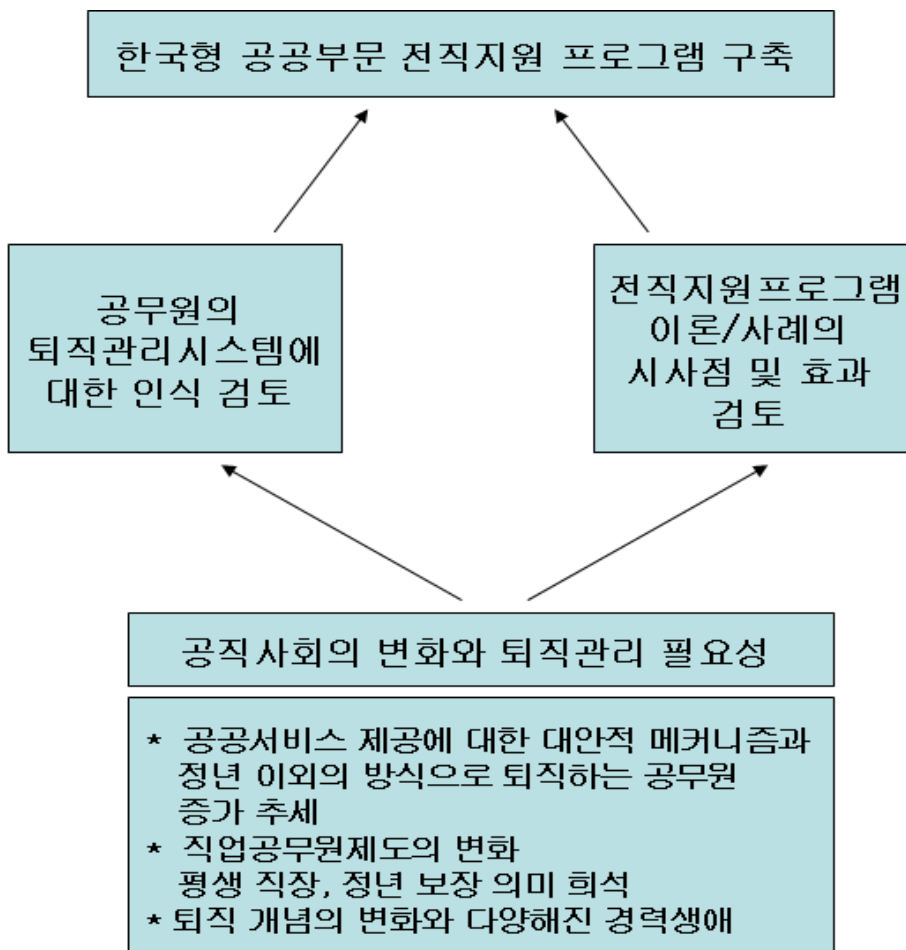 한국형 공공부문 전직지원 프로그램 구축
공무원의
퇴직관리시스템에
대한 인식 검토
전직지원프로그램
이론/사례의
시사점 및 효과
검토
공직사회의 변화와 퇴직관리 필요성
* 공공서비스 제공에 대한 대안적 메커니즘과
정년 이외의 방식으로 퇴직하는 공무원
증가 추세
* 직업공무원제도의 변화
평생 직장, 정년 보장 의미 희석
* 퇴직 개념의 변화와 다양해진 경력생애